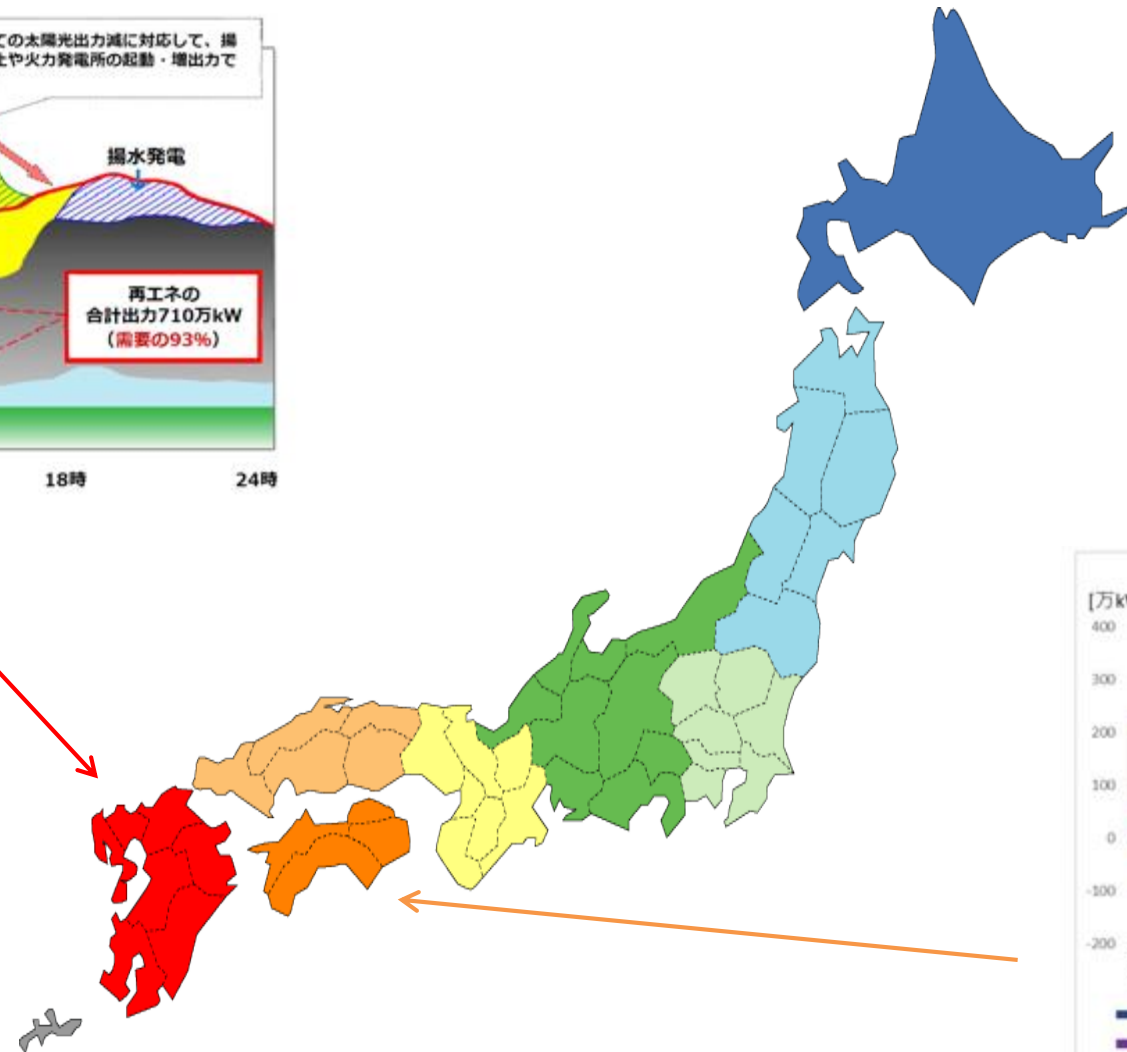 ての太陽光出力減に対応して、揚
止や火力発電所の起動・増出力で
揚水発電
再エネの
合計出力710万kW
（需要の93%）
18時
24時
[万k
400
300
200
100
0
-100
-200